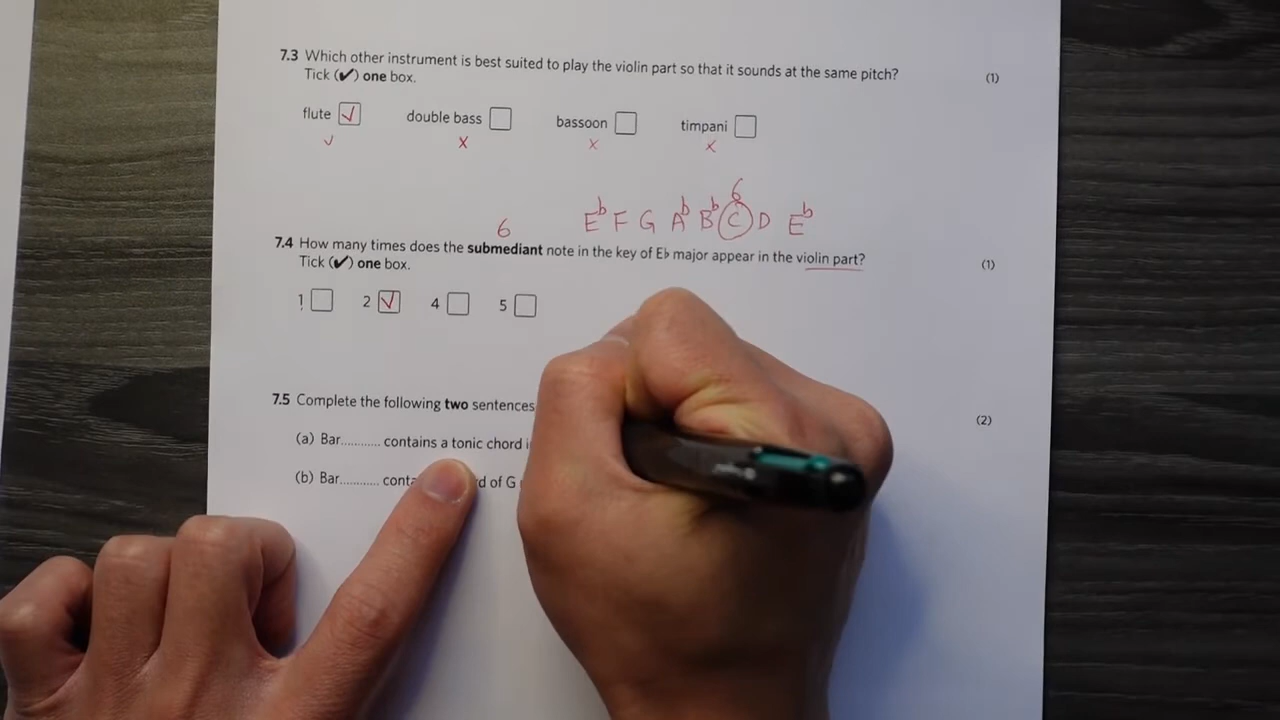 7.3 Which other instrument is best suited to play the violin part so that it sounds at the same pitch? (1)
Tick (✔) one box.
flute ✓ double bass bassoon timpani
✓ x x x
6
6 E♭ F G A♭ B♭ C D E♭
7.4 How many times does the submediant note in the key of E♭ major appear in the violin part? (1)
Tick (✔) one box.
1 2 ✓ 4 5
7.5 Complete the following two sentences (2)
(a) Bar........... contains a tonic chord
(b) Bar........... of G